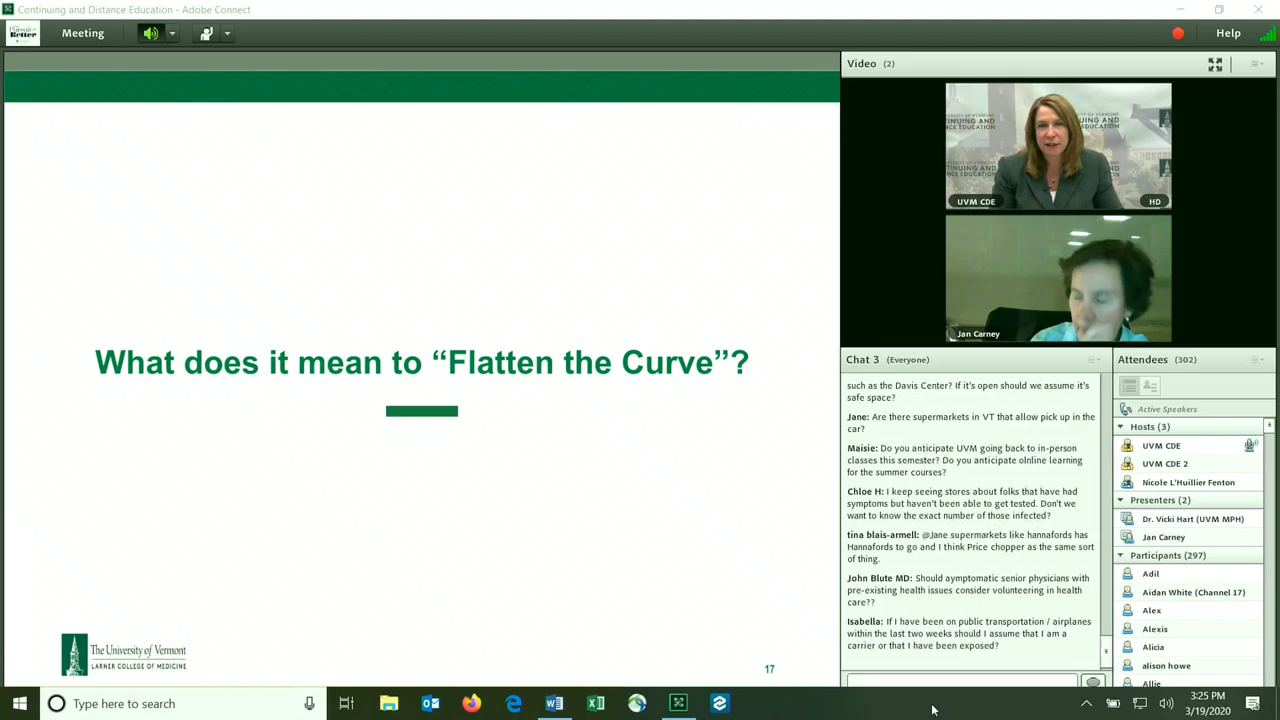 Continuing and Distance Education - Adobe Connect
Pursuit of
Better
Meeting
Help
What does it mean to “Flatten the Curve”?
The University of Vermont
LARNER COLLEGE OF MEDICINE
17
Video (2)
UVM CDE
HD
Jan Carney
Chat 3 (Everyone)
such as the Davis Center? If it's open should we assume it's
safe space?
Jane: Are there supermarkets in VT that allow pick up in the
car?
Maisie: Do you anticipate UVM going back to in-person
classes this semester? Do you anticipate olnline learning
for the summer courses?
Chloe H: I keep seeing stores about folks that have had
symptoms but haven't been able to get tested. Don't we
want to know the exact number of those infected?
tina blais-armell: @Jane supermarkets like hannafords has
Hannafords to go and I think Price chopper as the same sort
of thing.
John Blute MD: Should aymptomatic senior physicians with
pre-existing health issues consider volunteering in health
care??
Isabella: If I have been on public transportation / airplanes
within the last two weeks should I assume that I am a
carrier or that I have been exposed?
Attendees (302)
Active Speakers
Hosts (3)
UVM CDE
UVM CDE 2
Nicole L'Huillier Fenton
Presenters (2)
Dr. Vicki Hart (UVM MPH)
Jan Carney
Participants (297)
Adil
Aidan White (Channel 17)
Alex
Alexis
Alicia
alison howe
Allie
Type here to search
3:25 PM
3/19/2020